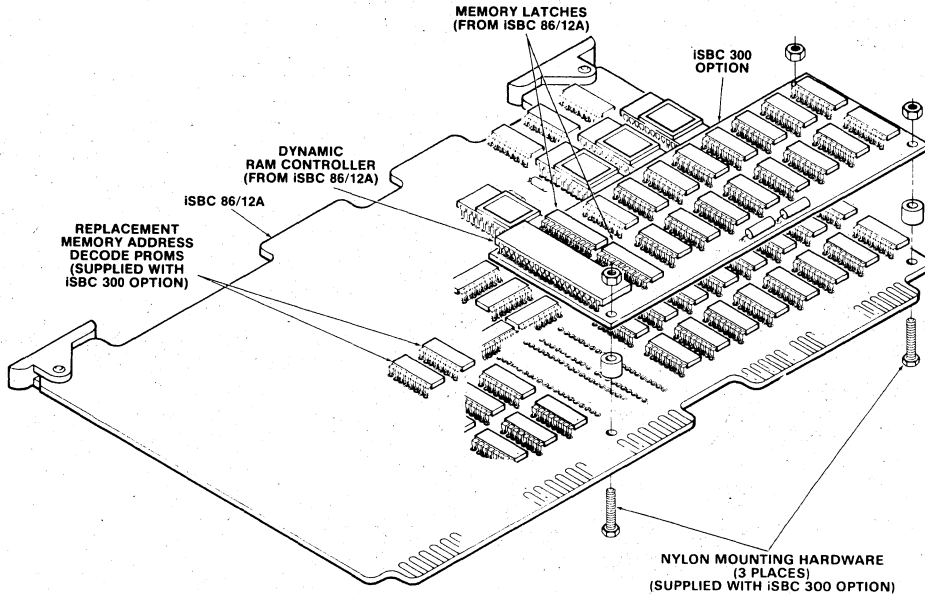 MEMORY LATCHES
(FROM iSBC 86/12A)
iSBC 300
OPTION
DYNAMIC
RAM CONTROLLER
(FROM iSBC 86/12A)
iSBC 86/12A
REPLACEMENT
MEMORY ADDRESS
DECODE PROMS
(SUPPLIED WITH
iSBC 300 OPTION)
NYLON MOUNTING HARDWARE
(3 PLACES)
(SUPPLIED WITH iSBC 300 OPTION)